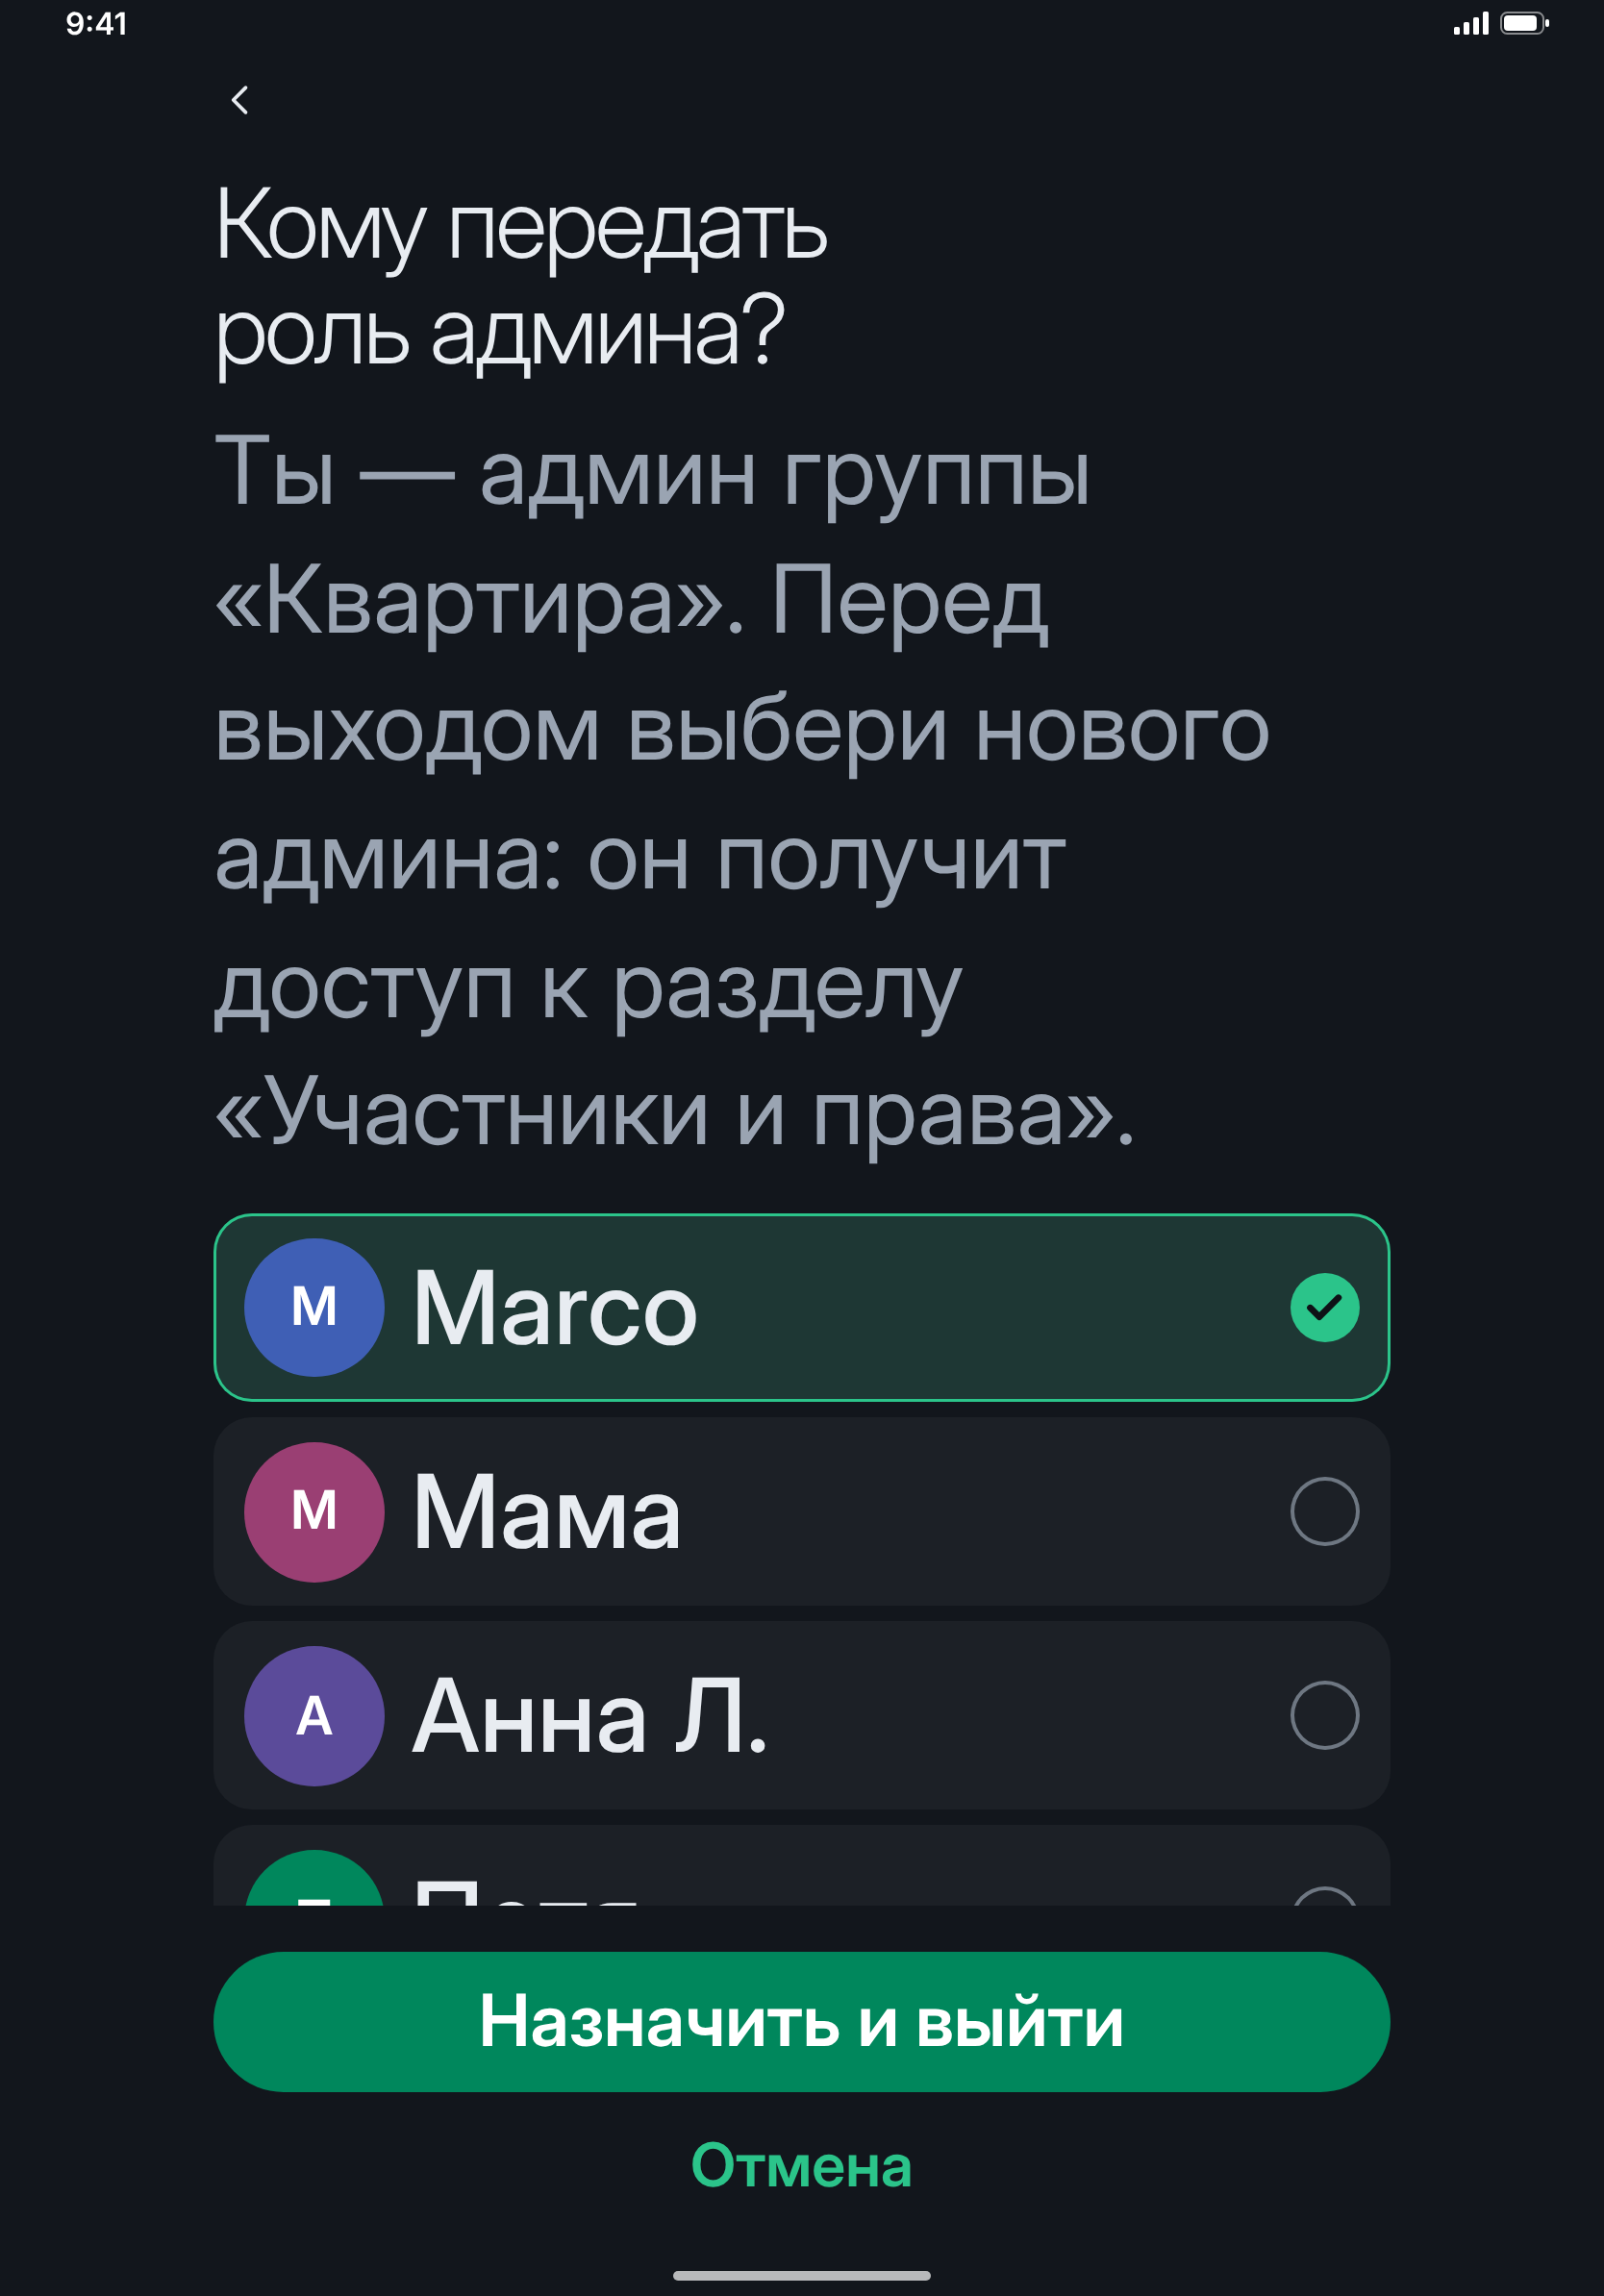 9:41
Кому передать
роль админа?
Ты — админ группы
«Квартира». Перед
выходом выбери нового
админа: он получит
доступ к разделу
«Участники и права».
M Marco
М Мама
А Анна Л.
Назначить и выйти
Отмена